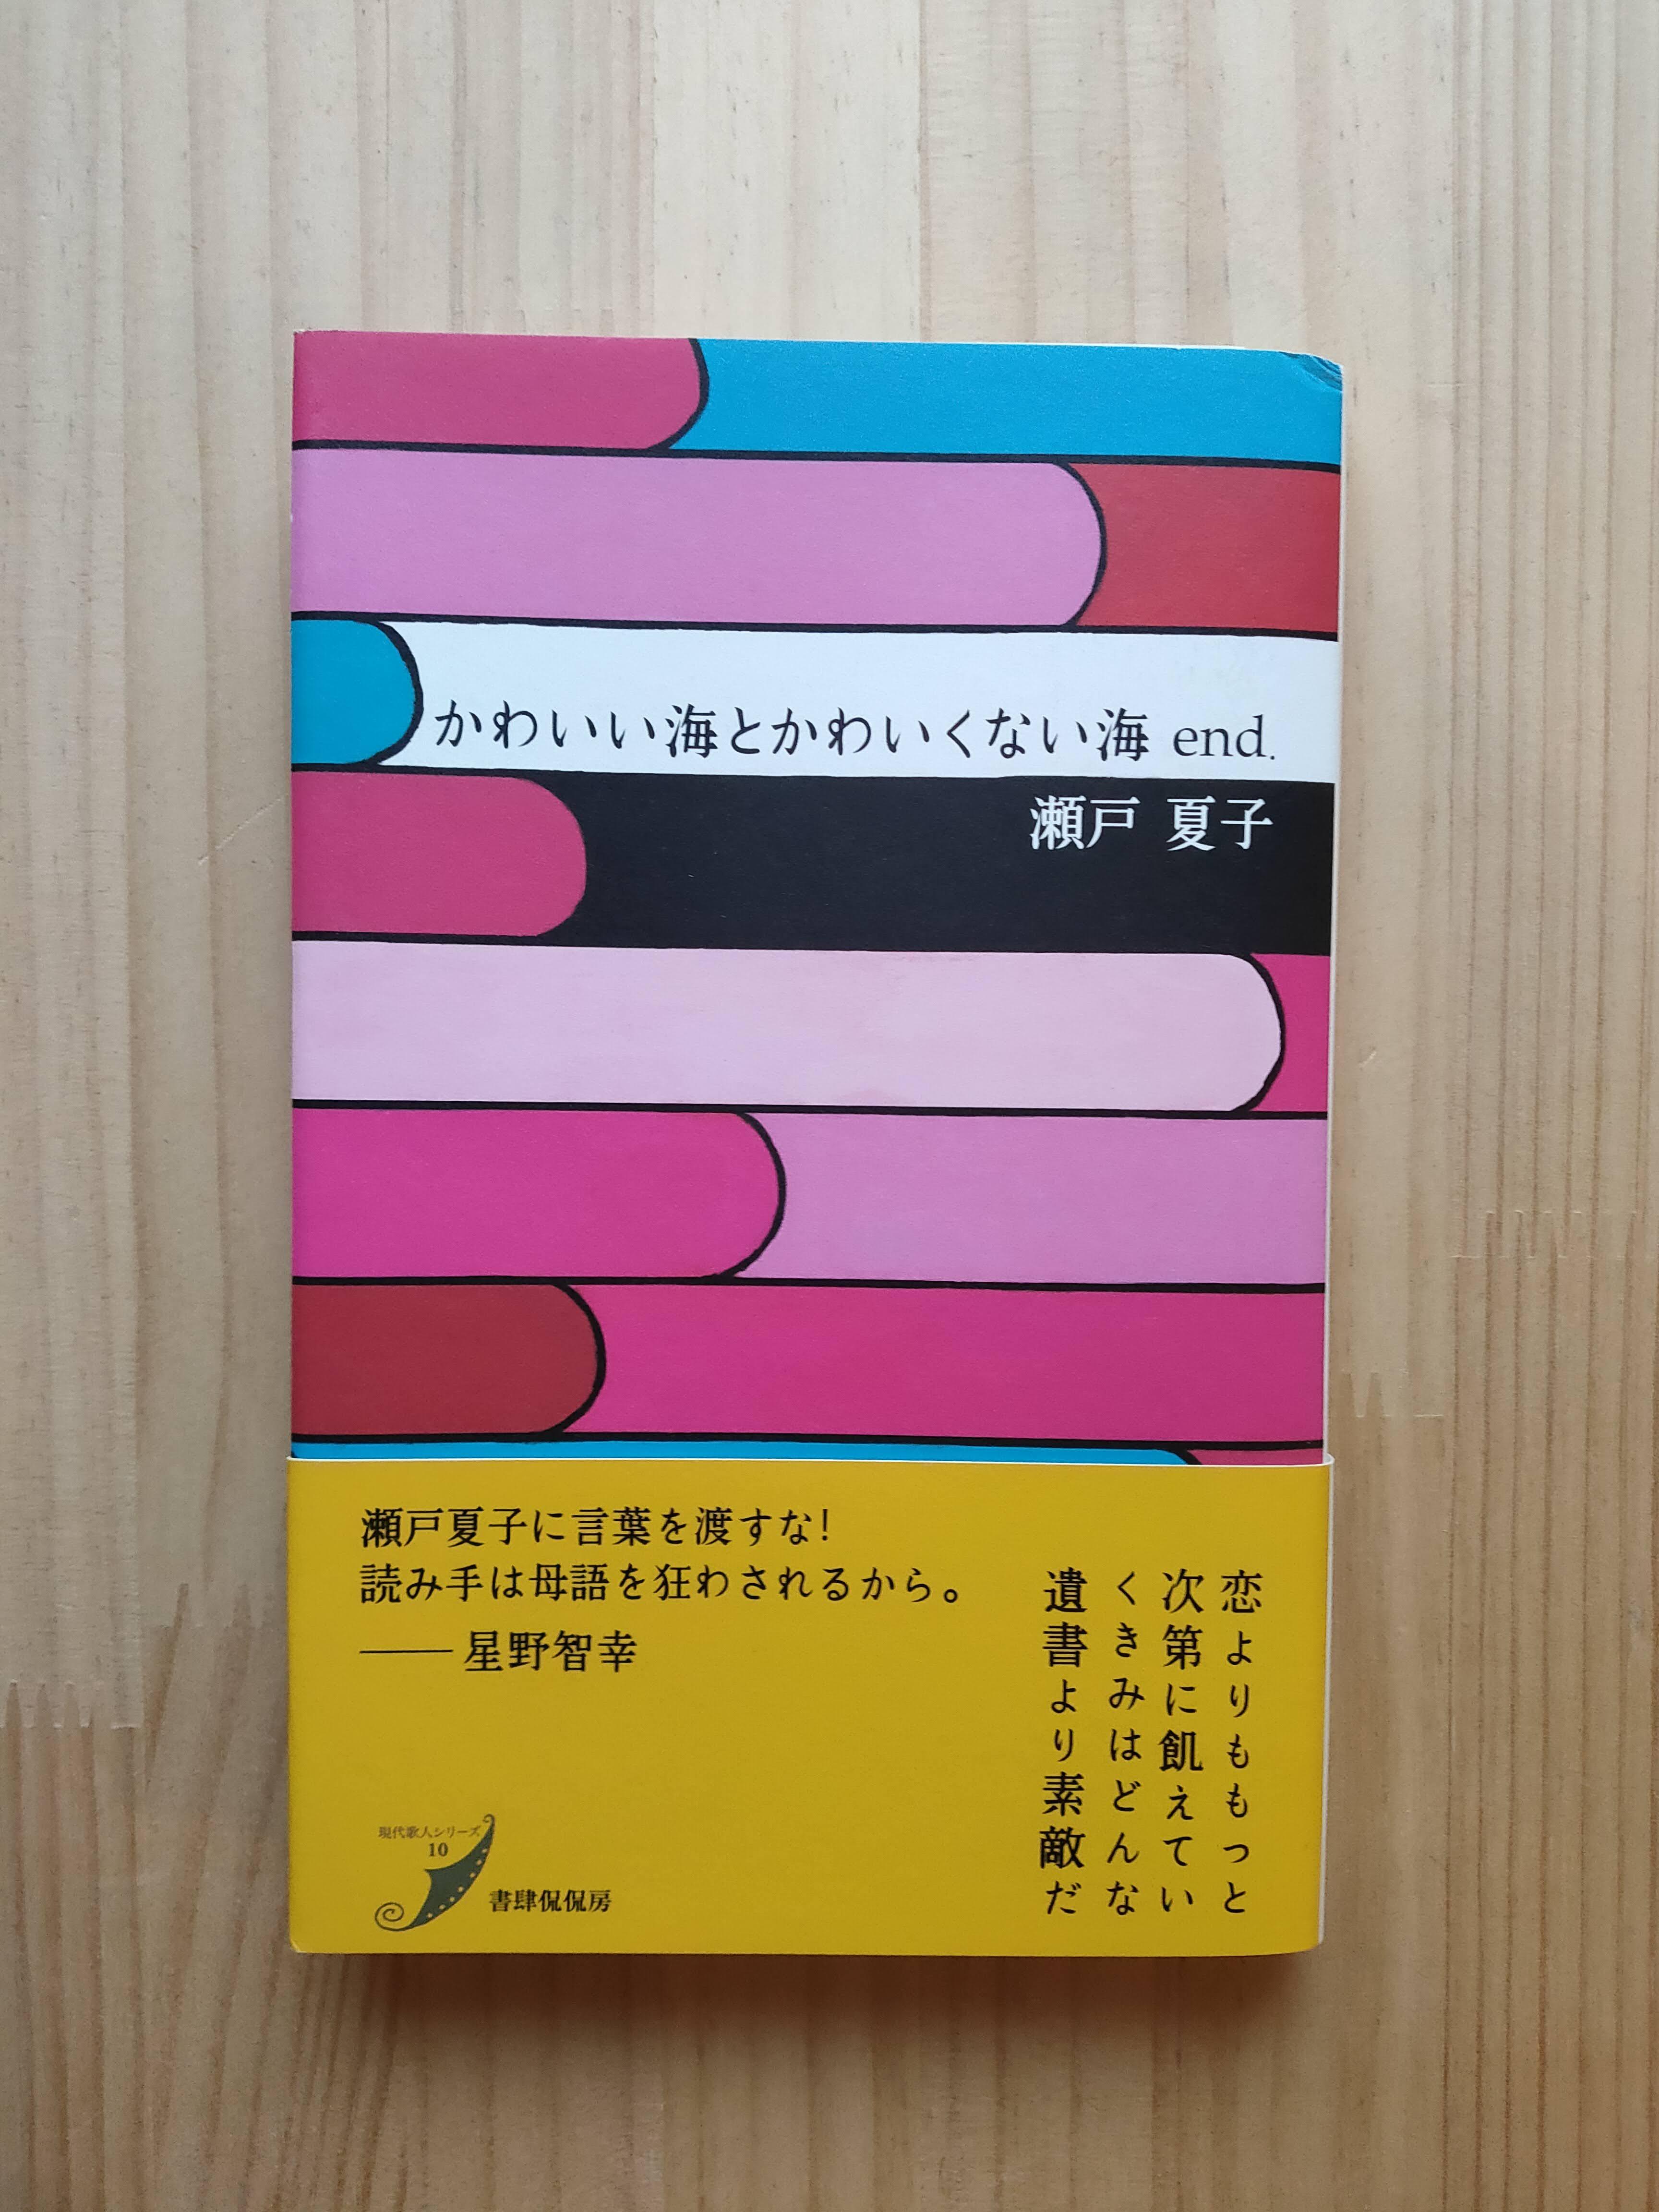 かわいい海とかわいくない海 end.
瀬戸 夏子
瀬戸夏子に言葉を渡すな!
読み手は母語を狂わされるから。
――星野智幸
恋よりももっと
次第に飢えてい
くきみはどんな
遺書より素敵だ
現代歌人シリーズ
10
書肆侃侃房